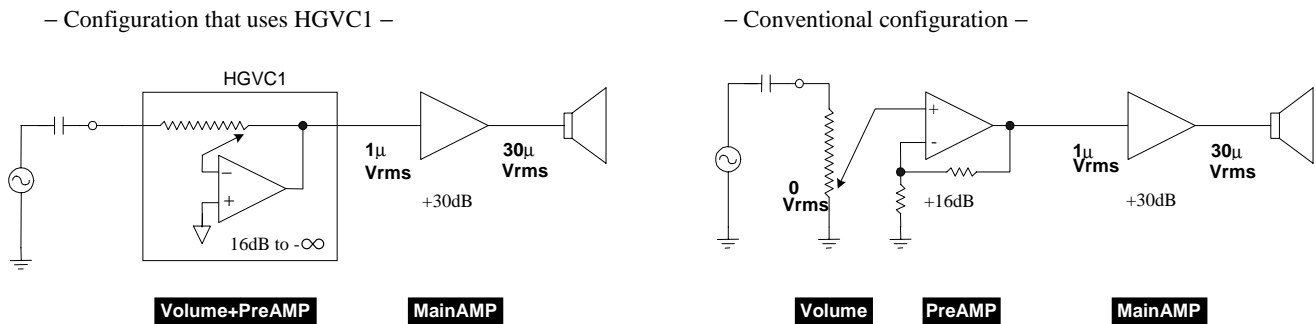 – Configuration that uses HGVC1 –
HGVC1
−
+
16dB to -∞
1μ
Vrms
+30dB
30μ
Vrms
Volume+PreAMP
MainAMP
– Conventional configuration –
0
Vrms
+
-
+16dB
1μ
Vrms
+30dB
30μ
Vrms
Volume
PreAMP
MainAMP